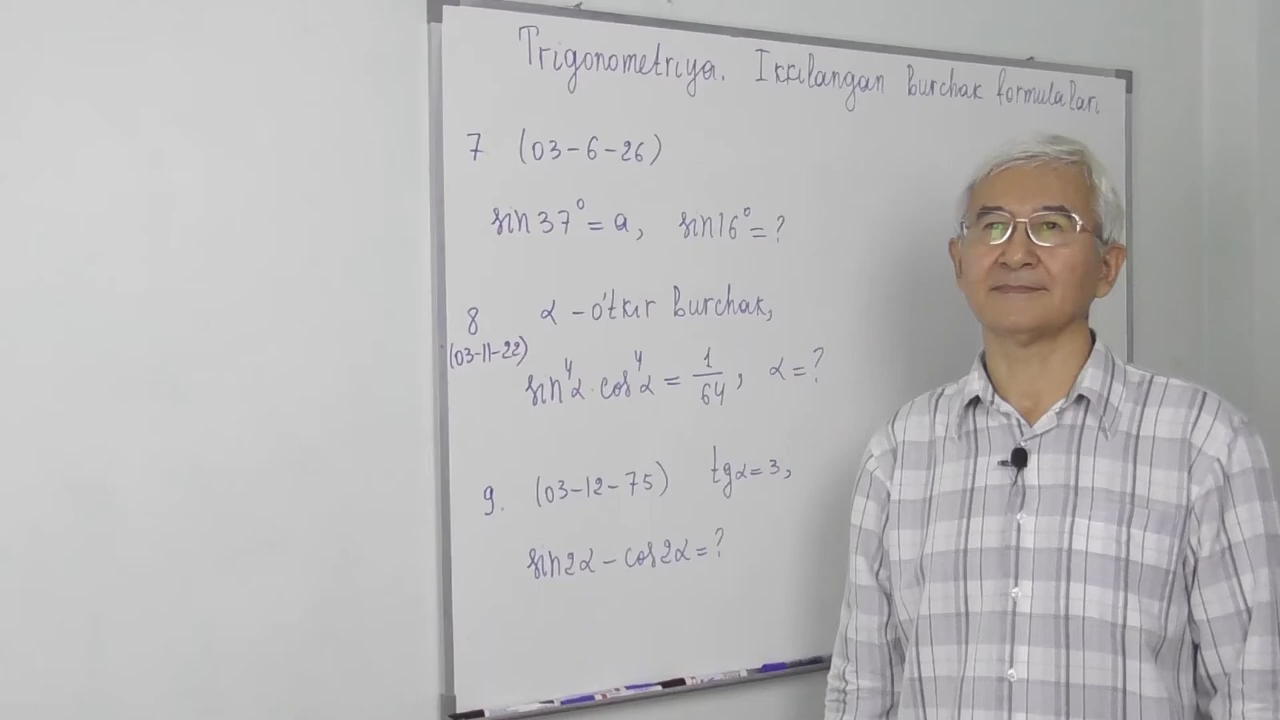 Trigonometriya. Ikkilangan burchak formulalari
7 (03-6-26)
sin37° = a, sin16° = ?
8 α - o'tkir burchak,
(03-11-22)
sin⁴α · cos⁴α = 1/64, α = ?
9. (03-12-75) tgα = 3,
sin2α - cos2α = ?